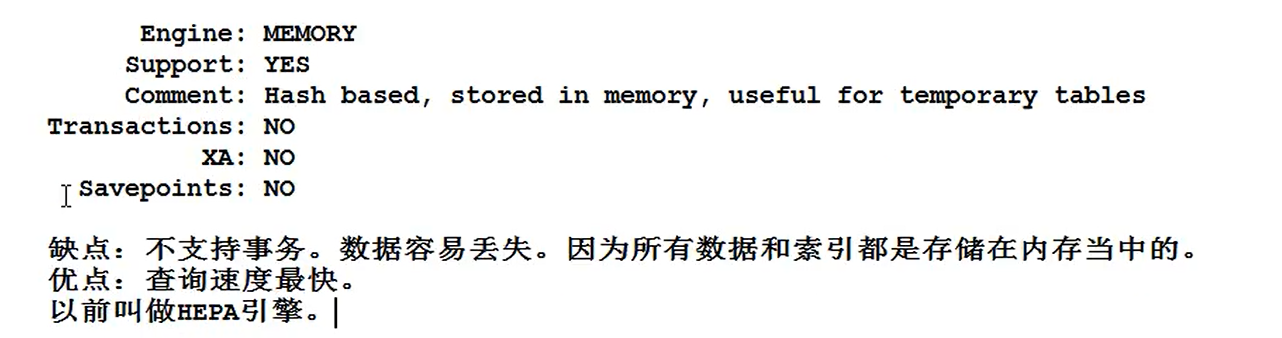 Engine: MEMORY
Support: YES
Comment: Hash based, stored in memory, useful for temporary tables
Transactions: NO
XA: NO
Savepoints: NO
缺点：不支持事务。数据容易丢失。因为所有数据和索引都是存储在内存当中的。
优点：查询速度最快。
以前叫做HEPA引擎。